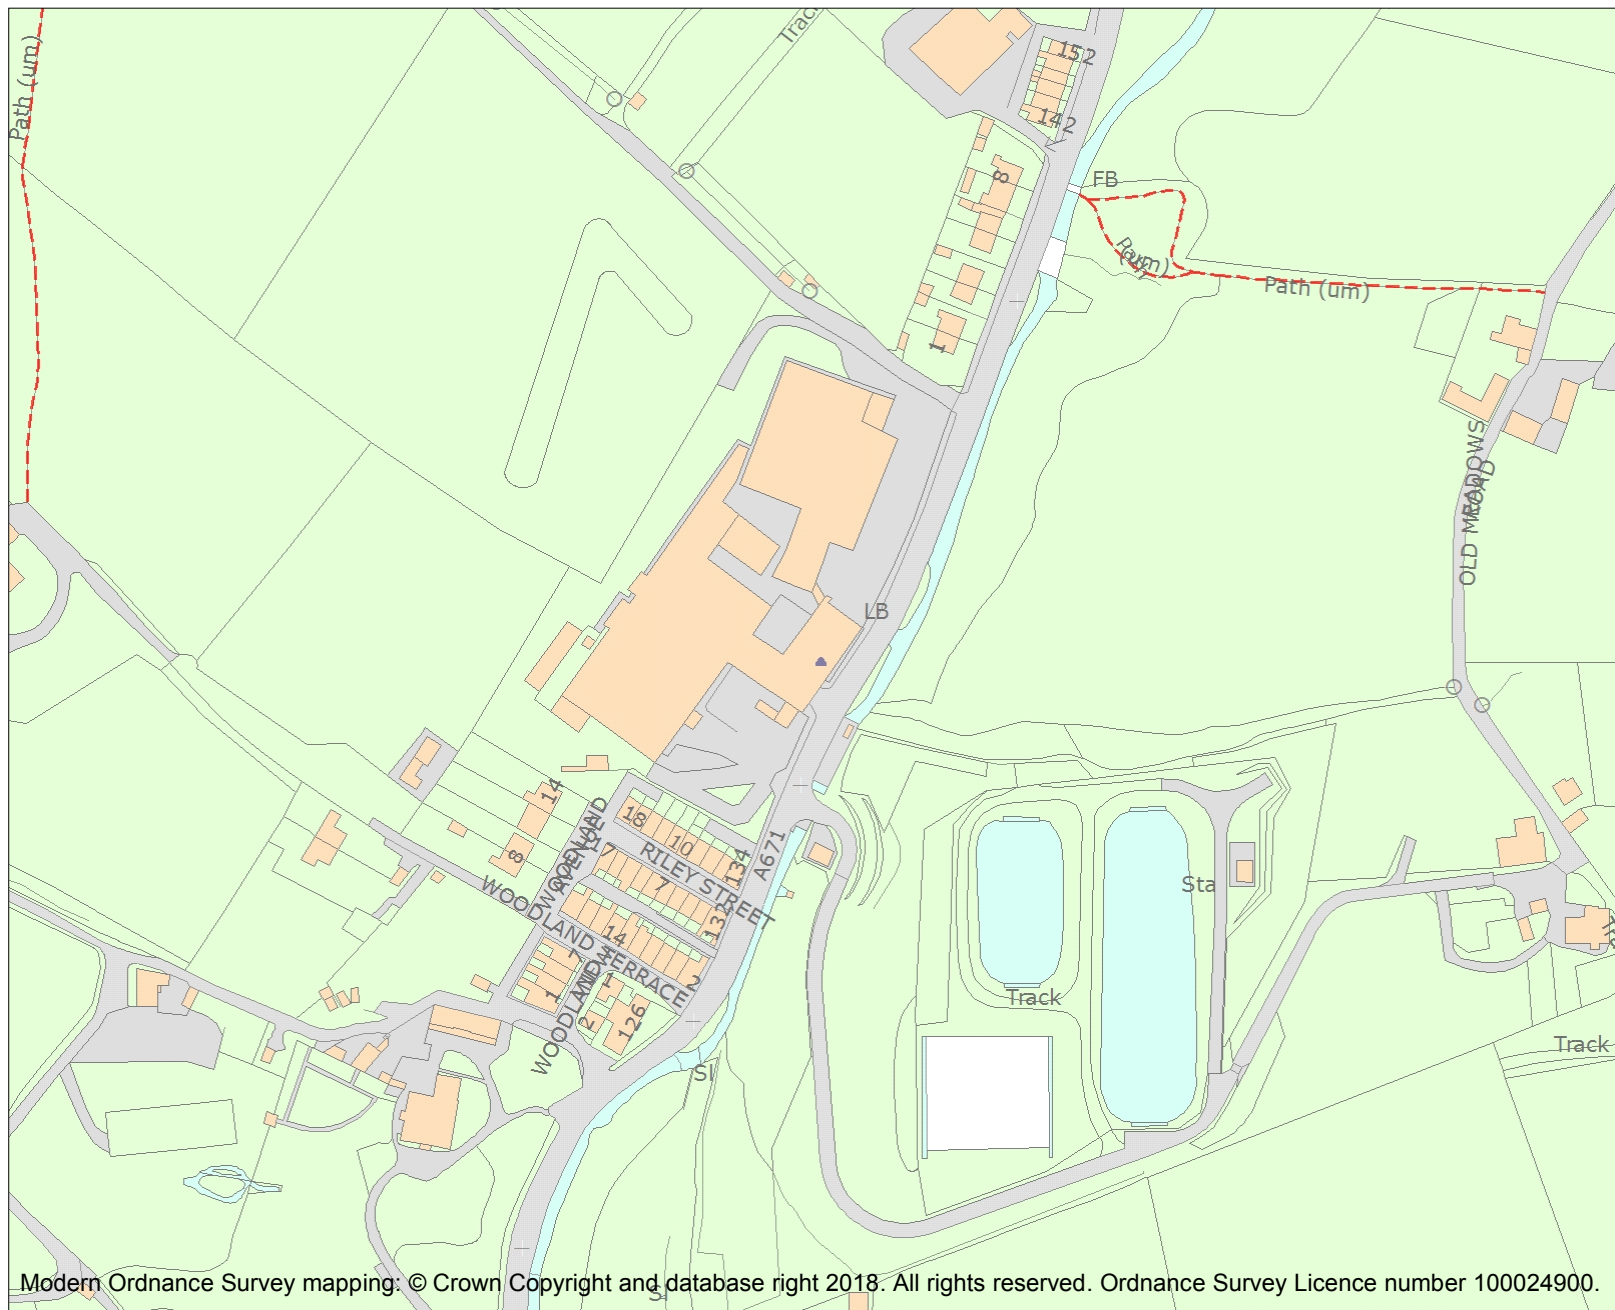 Path (um)
Track
152
142
8
FB
Path
(um)
Path (um)
1
OLD MEADOWS
ROAD
LB
14
8
WOODLAND
AVENUE
18
10
134
A671
17
RILEY STREET
7
132
WOODLAND TERRACE
14
2
7
1
1
2
126
WOODLAND
Sta
Track
Track
Sl
Modern Ordnance Survey mapping: © Crown Copyright and database right 2018. All rights reserved. Ordnance Survey Licence number 100024900.